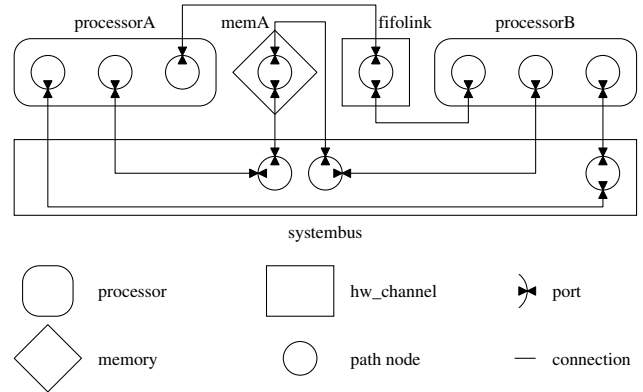 processorA memA fifolink processorB
systembus
processor hw_channel port
memory path node connection